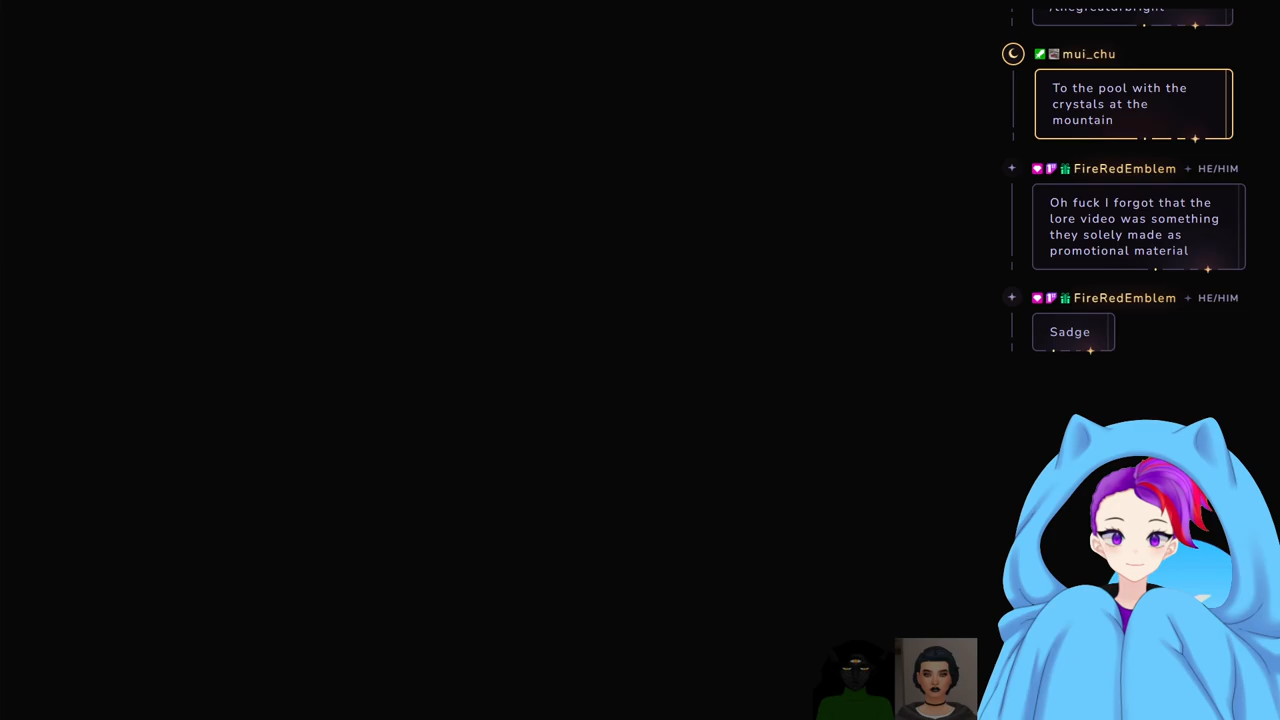 /thegreatdrbright
mui_chu
To the pool with the
crystals at the
mountain
FireRedEmblem HE/HIM
Oh fuck I forgot that the
lore video was something
they solely made as
promotional material
FireRedEmblem HE/HIM
Sadge